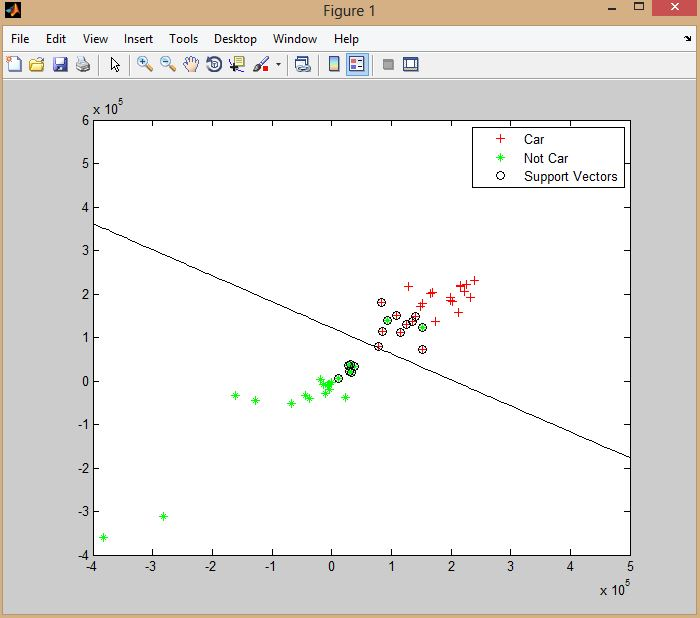 Figure 1
File Edit View Insert Tools Desktop Window Help
x 10^5
6
5
4
3
2
1
0
-1
-2
-3
-4
Car
Not Car
Support Vectors
-4 -3 -2 -1 0 1 2 3 4 5
x 10^5